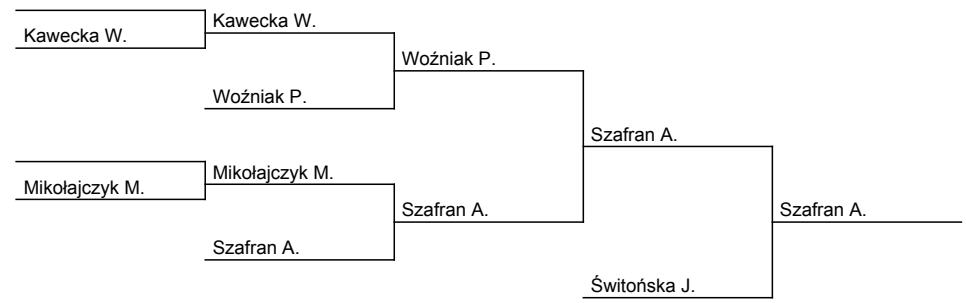 Kawecka W.
Kawecka W.
Woźniak P.
Woźniak P.
Szafran A.
Mikołajczyk M.
Mikołajczyk M.
Szafran A.
Szafran A.
Szafran A.
Świtońska J.